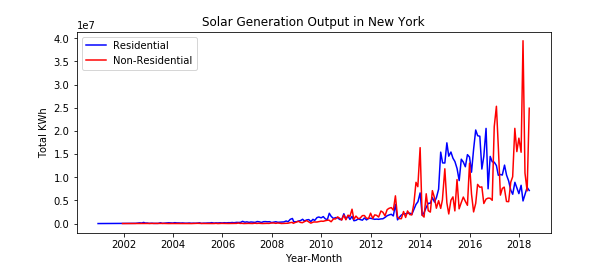 Solar Generation Output in New York
1e7
Residential
Non-Residential
4.0
3.5
3.0
2.5
2.0
1.5
1.0
0.5
0.0
Total KWh
2002 2004 2006 2008 2010 2012 2014 2016 2018
Year-Month